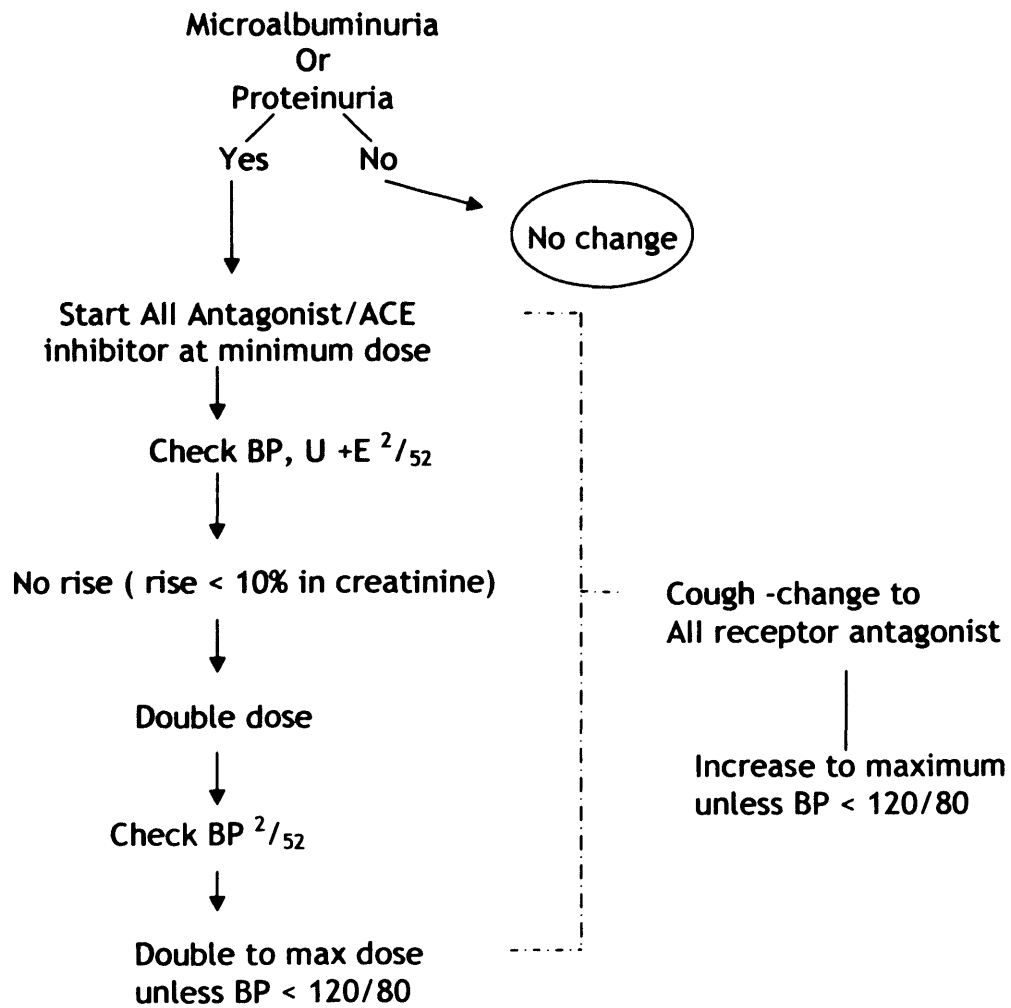 Microalbuminuria
Or
Proteinuria
Yes No
No change
Start All Antagonist/ACE
inhibitor at minimum dose
Check BP, U +E 2/52
No rise ( rise < 10% in creatinine)
Double dose
Check BP 2/52
Double to max dose
unless BP < 120/80
Cough -change to
All receptor antagonist
Increase to maximum
unless BP < 120/80